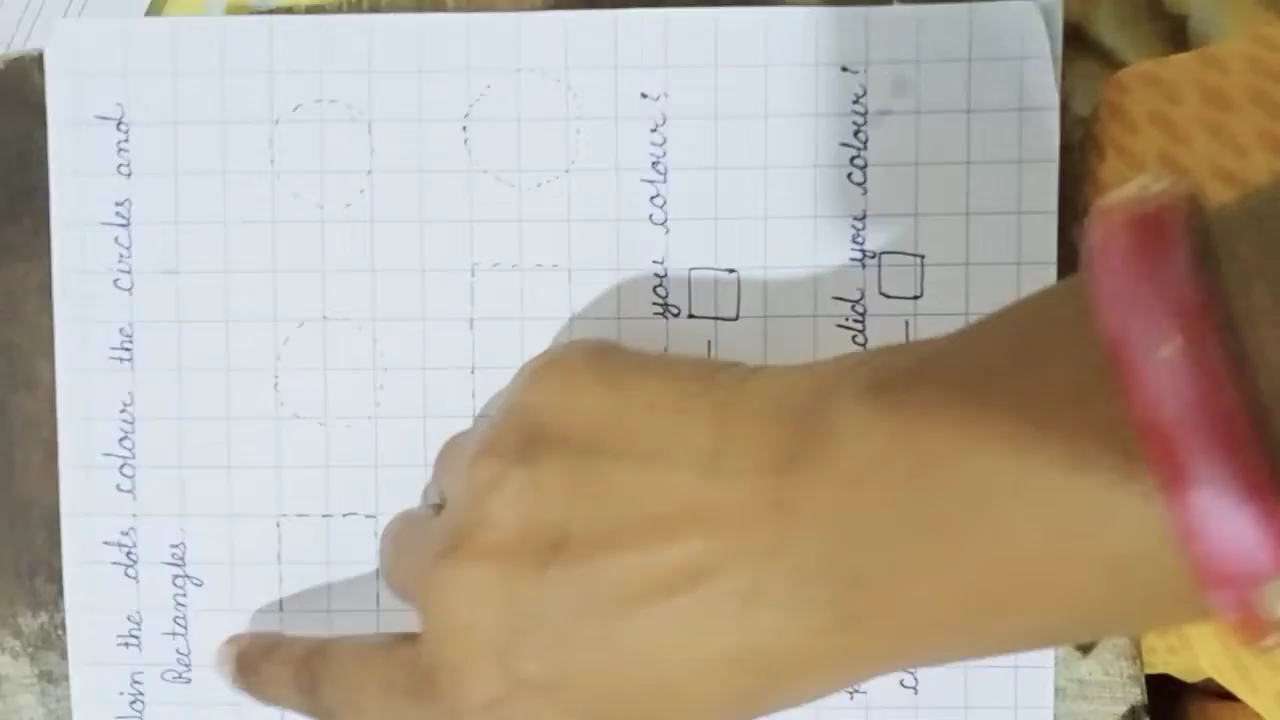 Join the dots, colour the circles and
Rectangles.
you colour?
did you colour?